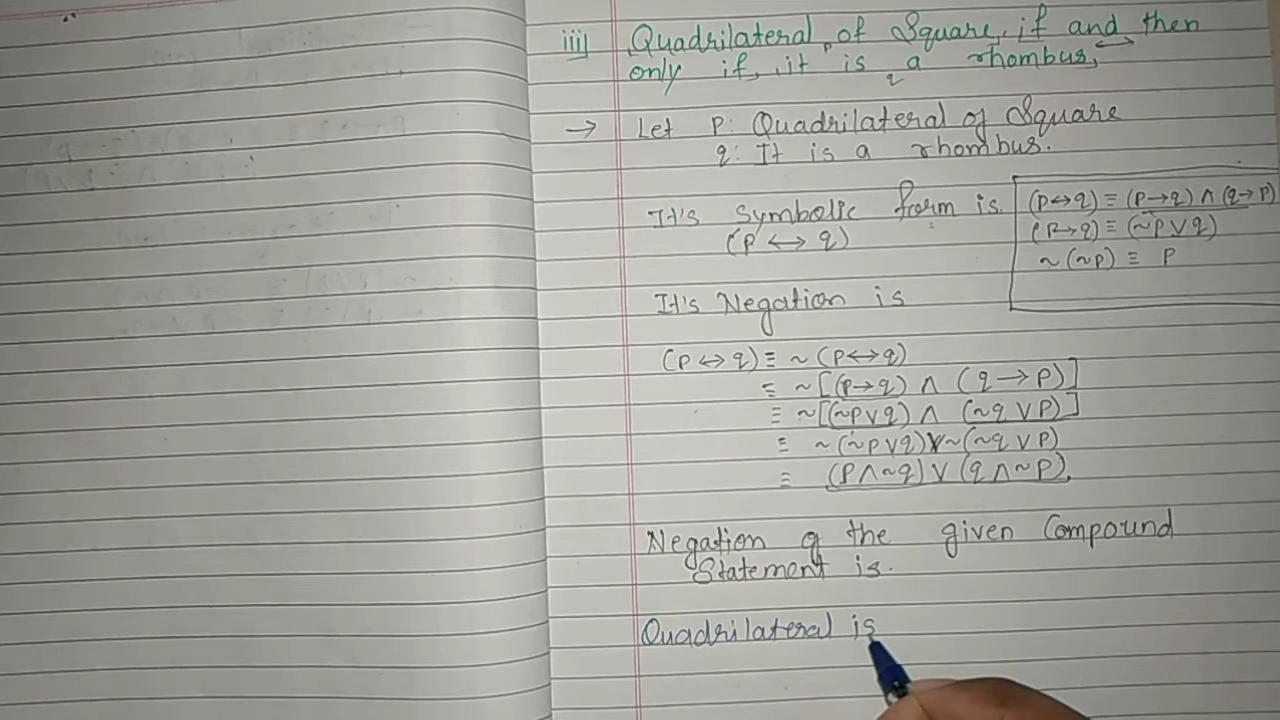 iii] Quadrilateral of Square, if and then
p ↔
only if, it is a rhombus,
q
→ Let p: Quadrilateral of Square
q: It is a rhombus.
It's Symbolic form is.
(p ↔ q)
(p↔q) ≡ (p→q) ∧ (q→p)
(p→q) ≡ (~p∨q)
~(~p) ≡ p
It's Negation is
(p ↔ q) ≡ ~(p↔q)
≡ ~[(p→q) ∧ (q→p)]
≡ ~[(~p∨q) ∧ (~q∨p)]
≡ ~(~p∨q)∨~(~q∨p)
≡ (p∧~q)∨(q∧~p),
Negation of the given Compound
Statement is.
Quadrilateral is